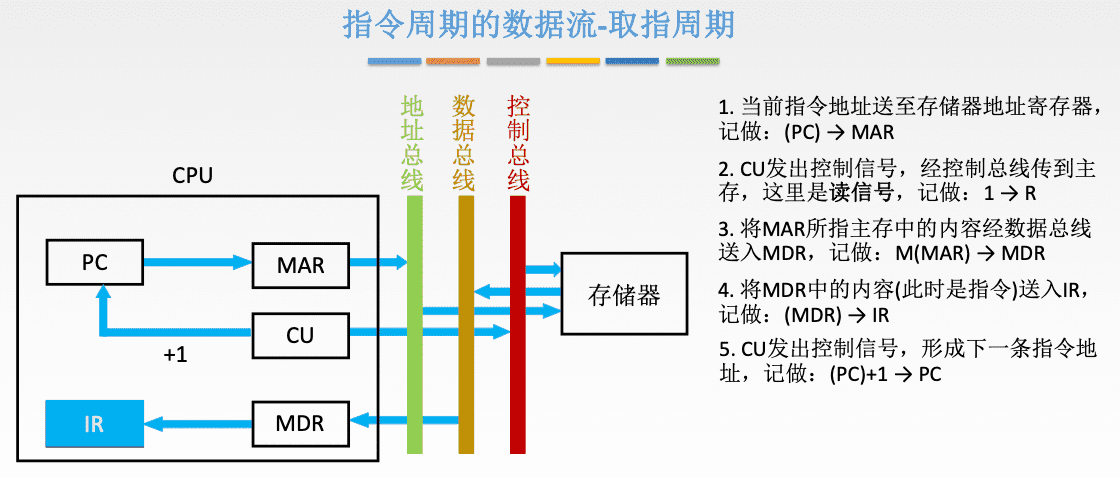 指令周期的数据流-取指周期
地址总线
数据总线
控制总线
CPU
PC
MAR
CU
+1
IR
MDR
存储器
1. 当前指令地址送至存储器地址寄存器，
记做：(PC) → MAR
2. CU发出控制信号，经控制总线传到主
存，这里是读信号，记做：1 → R
3. 将MAR所指主存中的内容经数据总线
送入MDR，记做：M(MAR) → MDR
4. 将MDR中的内容(此时是指令)送入IR，
记做：(MDR) → IR
5. CU发出控制信号，形成下一条指令地
址，记做：(PC)+1 → PC